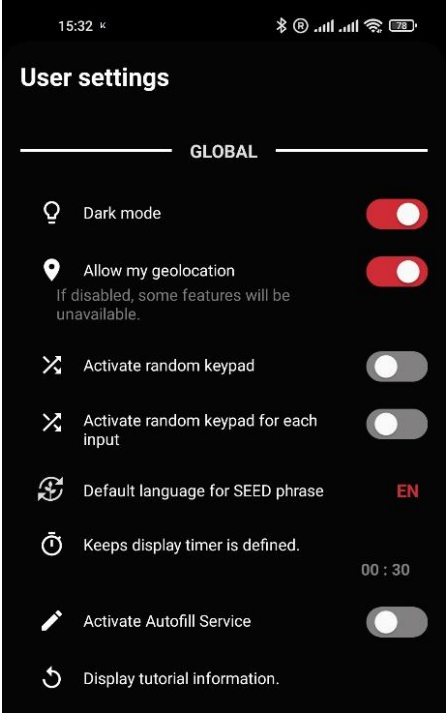 15:32 K
78
User settings
GLOBAL
Dark mode
Allow my geolocation
If disabled, some features will be
unavailable.
Activate random keypad
Activate random keypad for each
input
Default language for SEED phrase EN
Keeps display timer is defined.
00 : 30
Activate Autofill Service
Display tutorial information.